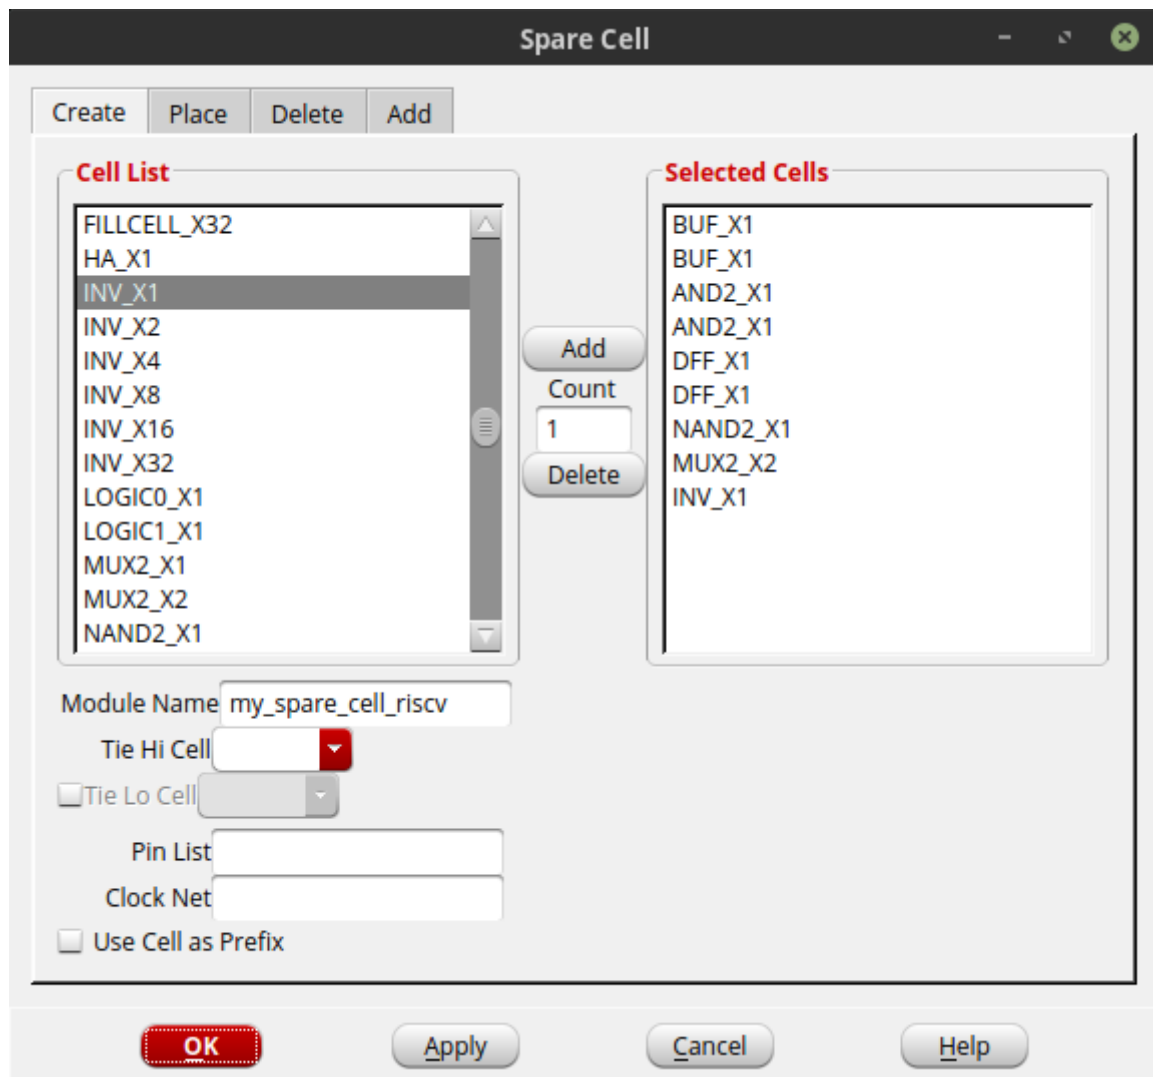 Spare Cell
Create Place Delete Add
Cell List
FILLCELL_X32
HA_X1
INV_X1
INV_X2
INV_X4
INV_X8
INV_X16
INV_X32
LOGIC0_X1
LOGIC1_X1
MUX2_X1
MUX2_X2
NAND2_X1
Add
Count
1
Delete
Selected Cells
BUF_X1
BUF_X1
AND2_X1
AND2_X1
DFF_X1
DFF_X1
NAND2_X1
MUX2_X2
INV_X1
Module Name my_spare_cell_riscv
Tie Hi Cell
Tie Lo Cell
Pin List
Clock Net
Use Cell as Prefix
OK Apply Cancel Help